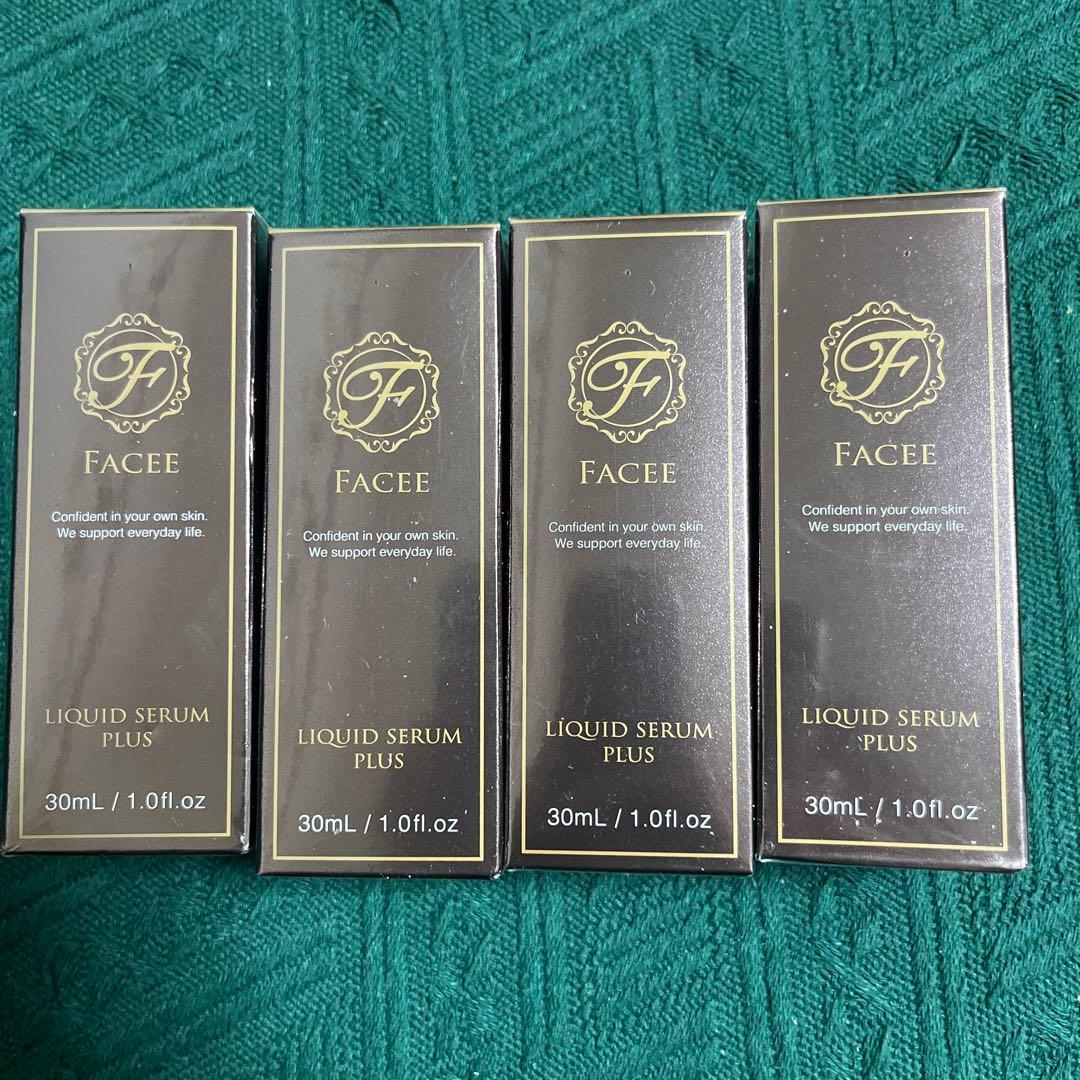 F
FACEE
Confident in your own skin.
We support everyday life.
LIQUID SERUM
PLUS
30mL / 1.0fl.oz
F
FACEE
Confident in your own skin.
We support everyday life.
LIQUID SERUM
PLUS
30mL / 1.0fl.oz
F
FACEE
Confident in your own skin.
We support everyday life.
LIQUID SERUM
PLUS
30mL / 1.0fl.oz
F
FACEE
Confident in your own skin.
We support everyday life.
LIQUID SERUM
PLUS
30mL / 1.0fl.oz